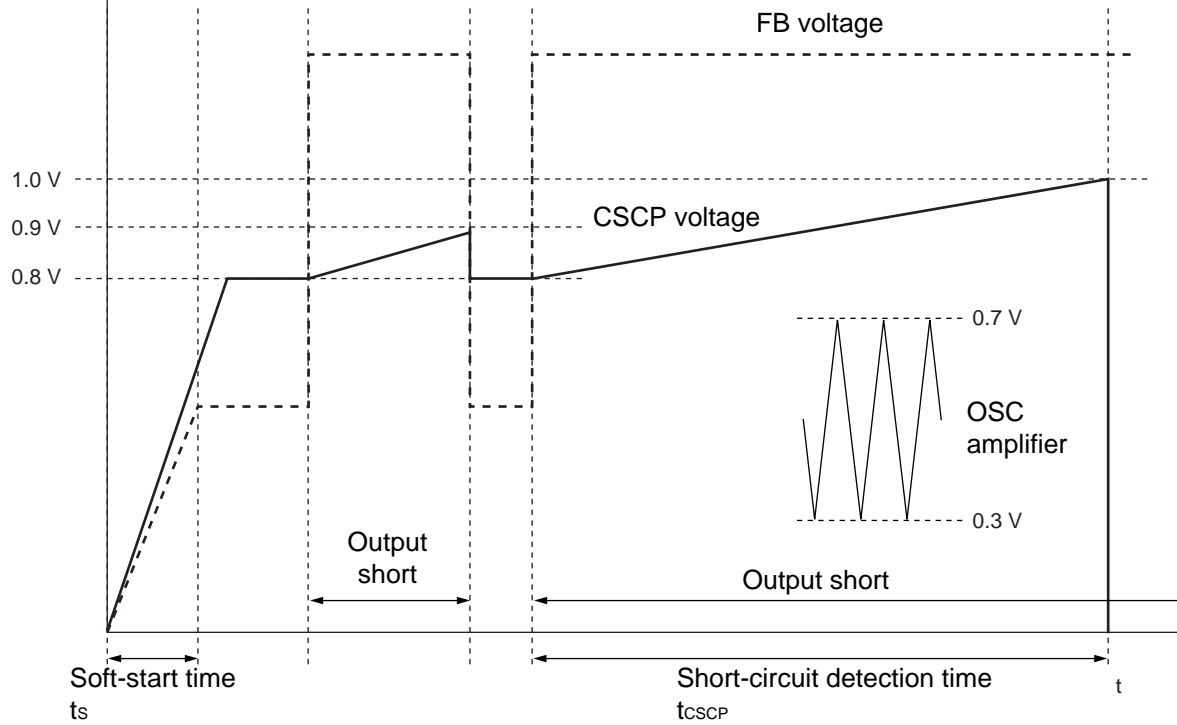 FB voltage
1.0 V
0.9 V
CSCP voltage
0.8 V
0.7 V
OSC
amplifier
0.3 V
Output
short
Output short
Soft-start time
tS
Short-circuit detection time
tCSCP
t